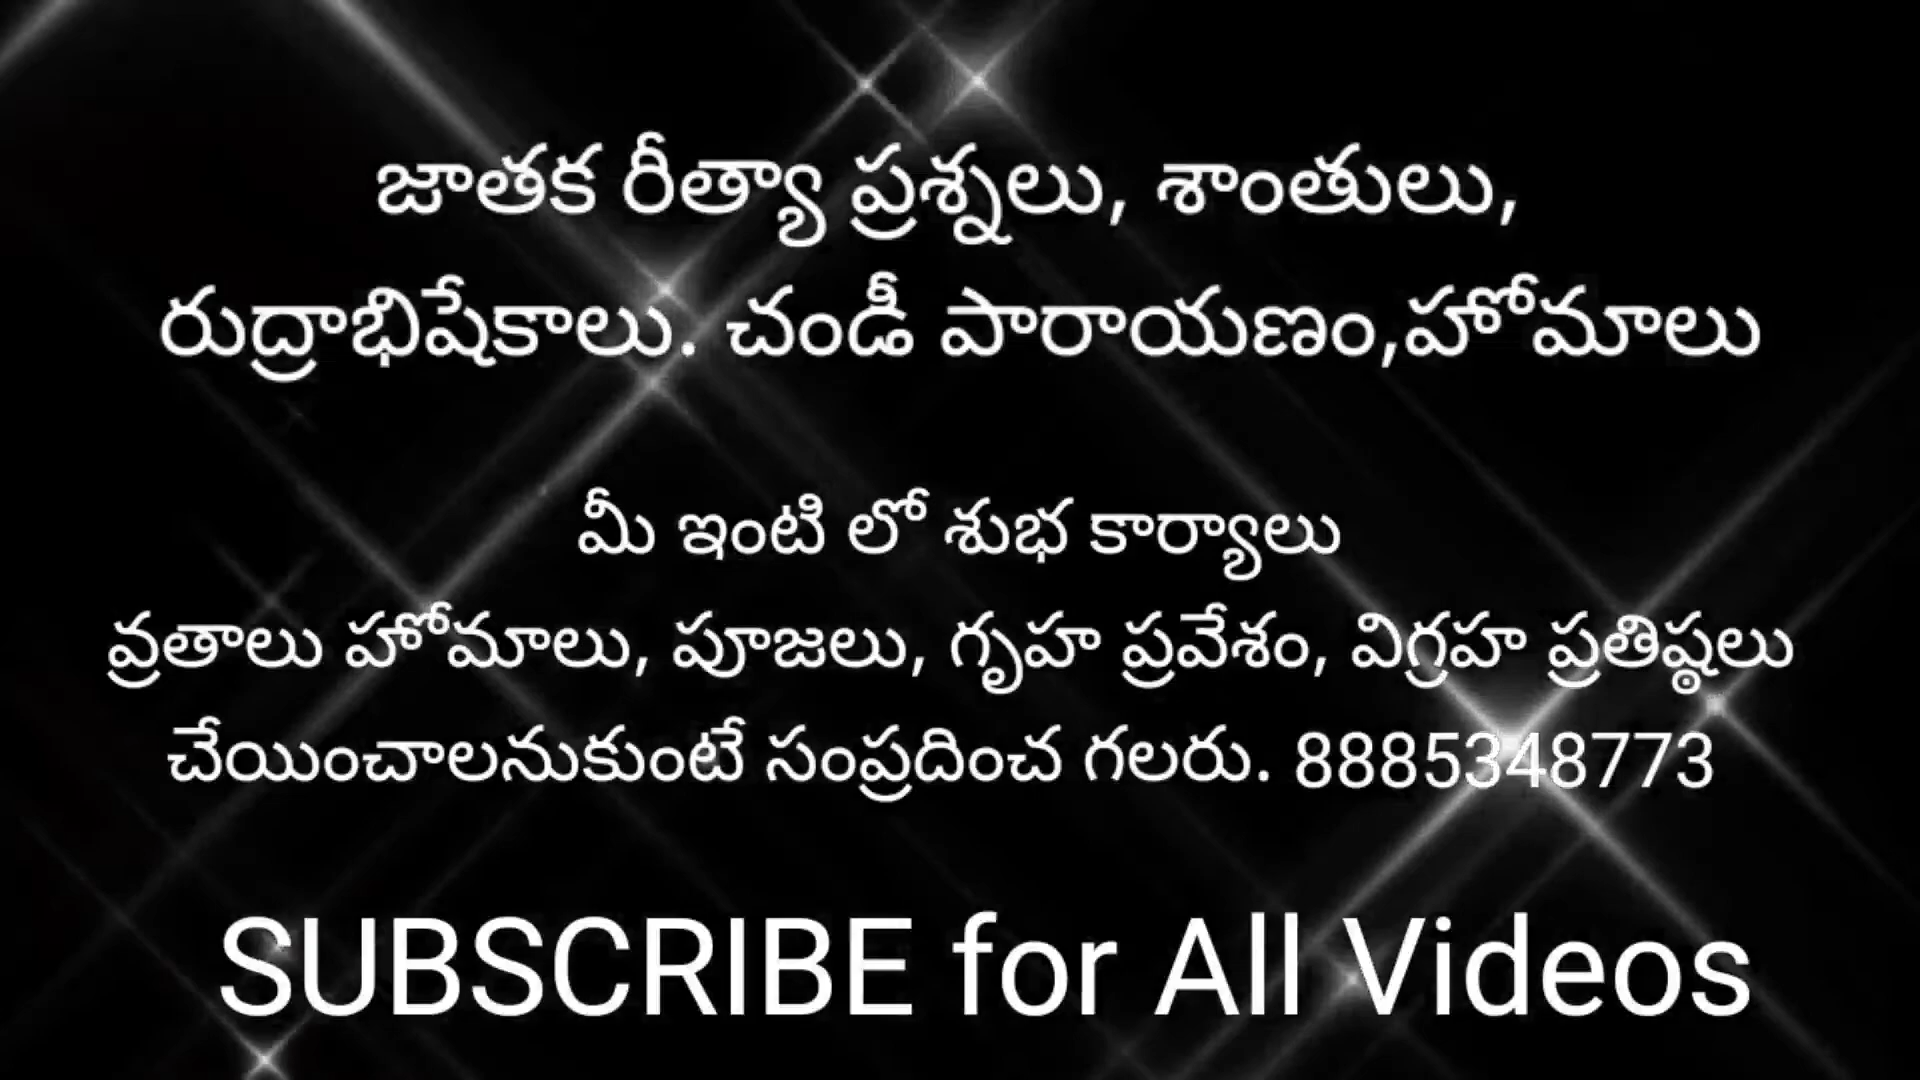 జాతక రీత్యా ప్రశ్నలు, శాంతులు,
రుద్రాభిషేకాలు. చండీ పారాయణం,హోమాలు
మీ ఇంటి లో శుభ కార్యాలు
వ్రతాలు హోమాలు, పూజలు, గృహ ప్రవేశం, విగ్రహ ప్రతిష్ఠలు
చేయించాలనుకుంటే సంప్రదించ గలరు. 8885348773
SUBSCRIBE for All Videos